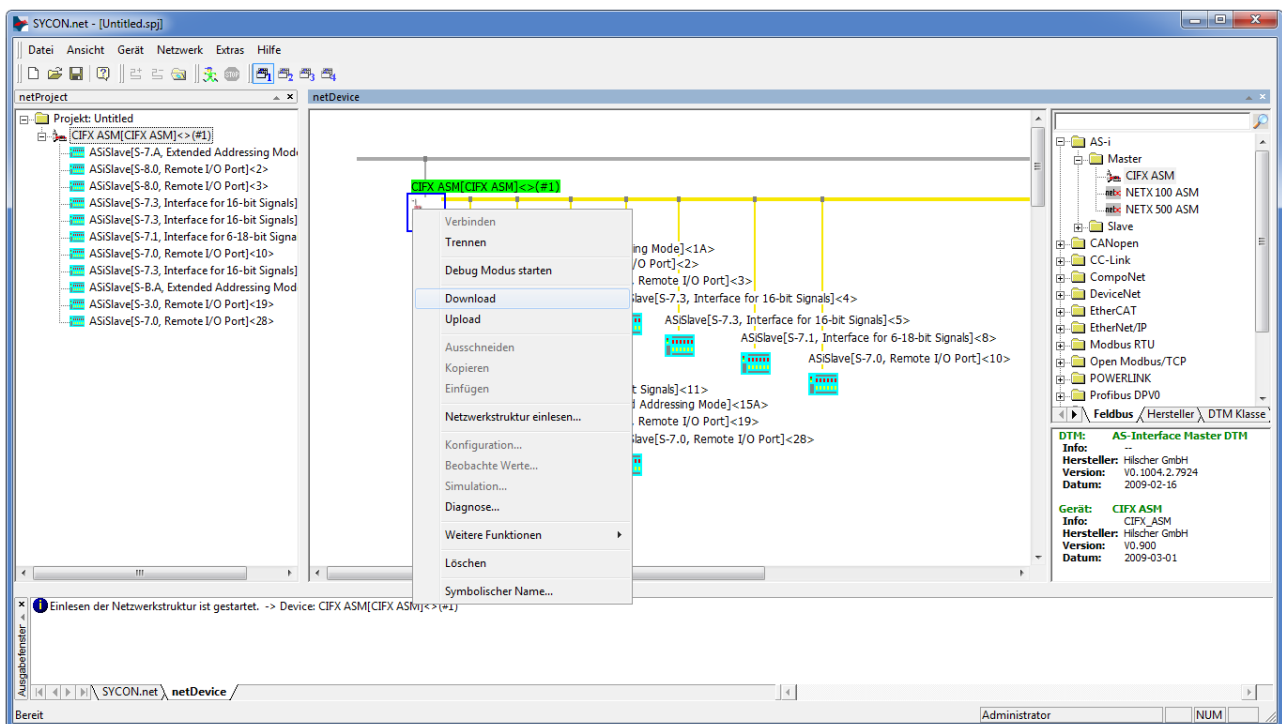 SYCON.net - [Untitled.spj]
Datei Ansicht Gerät Netzwerk Extras Hilfe
netProject
Projekt: Untitled
CIFX ASM[CIFX ASM]<>(#1)
ASiSlave[S-7.A, Extended Addressing Mod
ASiSlave[S-8.0, Remote I/O Port]<2>
ASiSlave[S-8.0, Remote I/O Port]<3>
ASiSlave[S-7.3, Interface for 16-bit Signals]
ASiSlave[S-7.3, Interface for 16-bit Signals]
ASiSlave[S-7.1, Interface for 6-18-bit Signa
ASiSlave[S-7.0, Remote I/O Port]<10>
ASiSlave[S-7.3, Interface for 16-bit Signals]
ASiSlave[S-B.A, Extended Addressing Mod
ASiSlave[S-3.0, Remote I/O Port]<19>
ASiSlave[S-7.0, Remote I/O Port]<28>
netDevice
CIFX ASM[CIFX ASM]<>(#1)
ing Mode]<1A>
/O Port]<2>
, Remote I/O Port]<3>
lave[S-7.3, Interface for 16-bit Signals]<4>
ASiSlave[S-7.3, Interface for 16-bit Signals]<5>
ASiSlave[S-7.1, Interface for 6-18-bit Signals]<8>
ASiSlave[S-7.0, Remote I/O Port]<10>
t Signals]<11>
d Addressing Mode]<15A>
, Remote I/O Port]<19>
lave[S-7.0, Remote I/O Port]<28>
Verbinden
Trennen
Debug Modus starten
Download
Upload
Ausschneiden
Kopieren
Einfügen
Netzwerkstruktur einlesen...
Konfiguration...
Beobachte Werte...
Simulation...
Diagnose...
Weitere Funktionen
Löschen
Symbolischer Name...
AS-i
Master
CIFX ASM
NETX 100 ASM
NETX 500 ASM
Slave
CANopen
CC-Link
CompoNet
DeviceNet
EtherCAT
EtherNet/IP
Modbus RTU
Open Modbus/TCP
POWERLINK
Profibus DPV0
Feldbus Hersteller DTM Klasse
DTM: AS-Interface Master DTM
Info: --
Hersteller: Hilscher GmbH
Version: V0.1004.2.7924
Datum: 2009-02-16
Gerät: CIFX ASM
Info: CIFX_ASM
Hersteller: Hilscher GmbH
Version: V0.900
Datum: 2009-03-01
Einlesen der Netzwerkstruktur ist gestartet. -> Device: CIFX ASM[CIFX ASM]<>(#1)
Ausgabefenster
SYCON.net netDevice
Bereit
Administrator
NUM